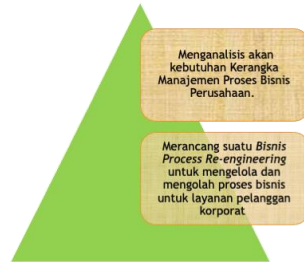 Menganalisis akan
kebutuhan Kerangka
Manajemen Proses Bisnis
Perusahaan.
Merancang suatu Bisnis
Process Re-engineering
untuk mengelola dan
mengolah proses bisnis
untuk layanan pelanggan
korporat